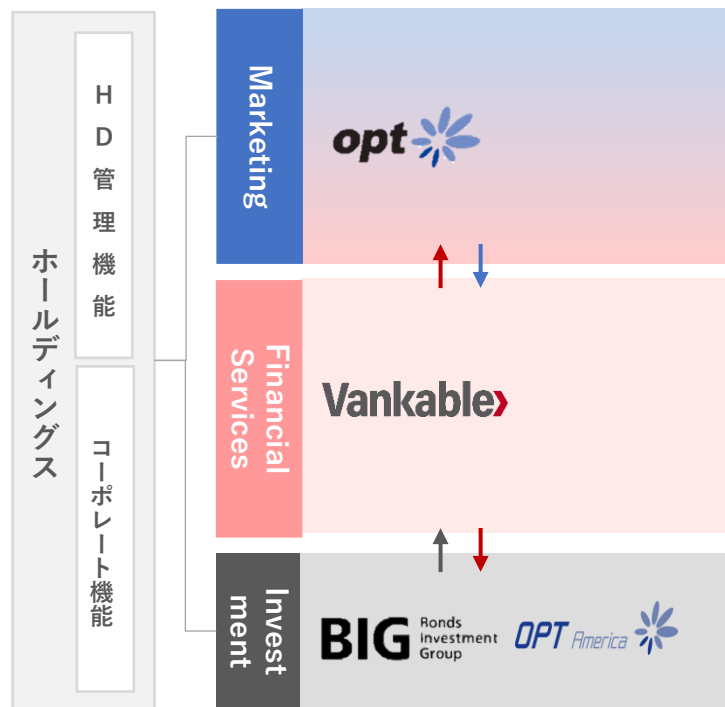 ホールディングス
HD管理機能
コーポレート機能
Marketing
opt
Financial
Services
Vankable
Invest
ment
BIG
Bonds
Investment
Group
OPT America